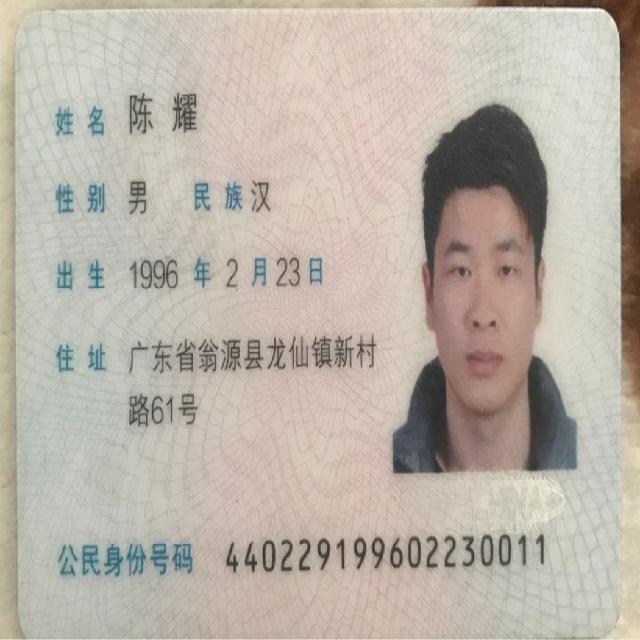 姓名 陈耀
性别 男 民族 汉
出生 1996 年 2 月 23 日
住址 广东省翁源县龙仙镇新村
路61号
公民身份号码 440229199602230011